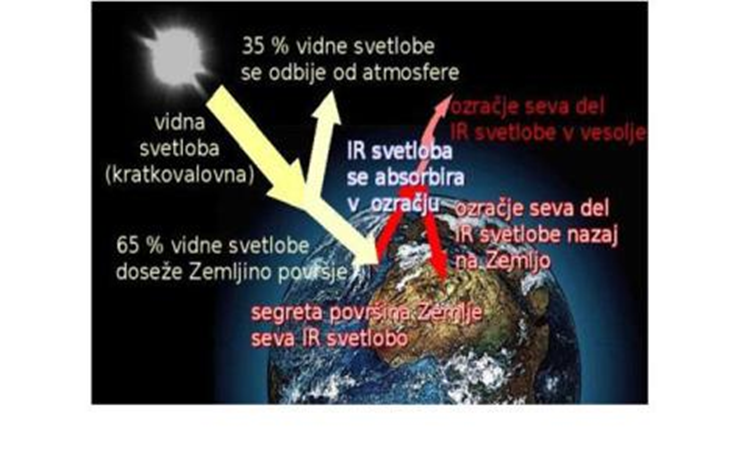 35 % vidne svetlobe
se odbije od atmosfere
vidna
svetloba
(kratkovalovna)
ozračje seva del
IR svetlobe v vesolje
IR svetloba
se absorbira
v ozračju
ozračje seva del
IR svetlobe nazaj
na Zemljo
65 % vidne svetlobe
doseže Zemljino površje
segreta površina Zemlje
seva IR svetlobo